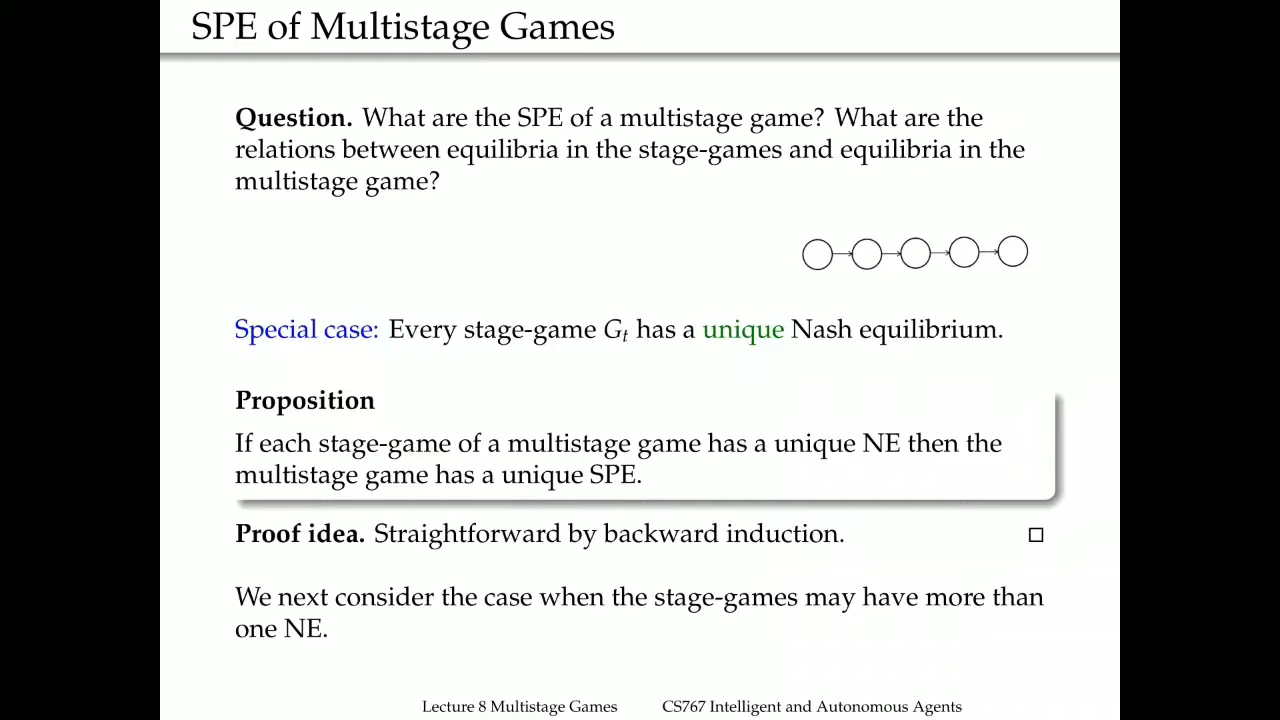 SPE of Multistage Games
Question. What are the SPE of a multistage game? What are the
relations between equilibria in the stage-games and equilibria in the
multistage game?
Special case: Every stage-game Gt has a unique Nash equilibrium.
Proposition
If each stage-game of a multistage game has a unique NE then the
multistage game has a unique SPE.
Proof idea. Straightforward by backward induction. □
We next consider the case when the stage-games may have more than
one NE.
Lecture 8 Multistage Games CS767 Intelligent and Autonomous Agents